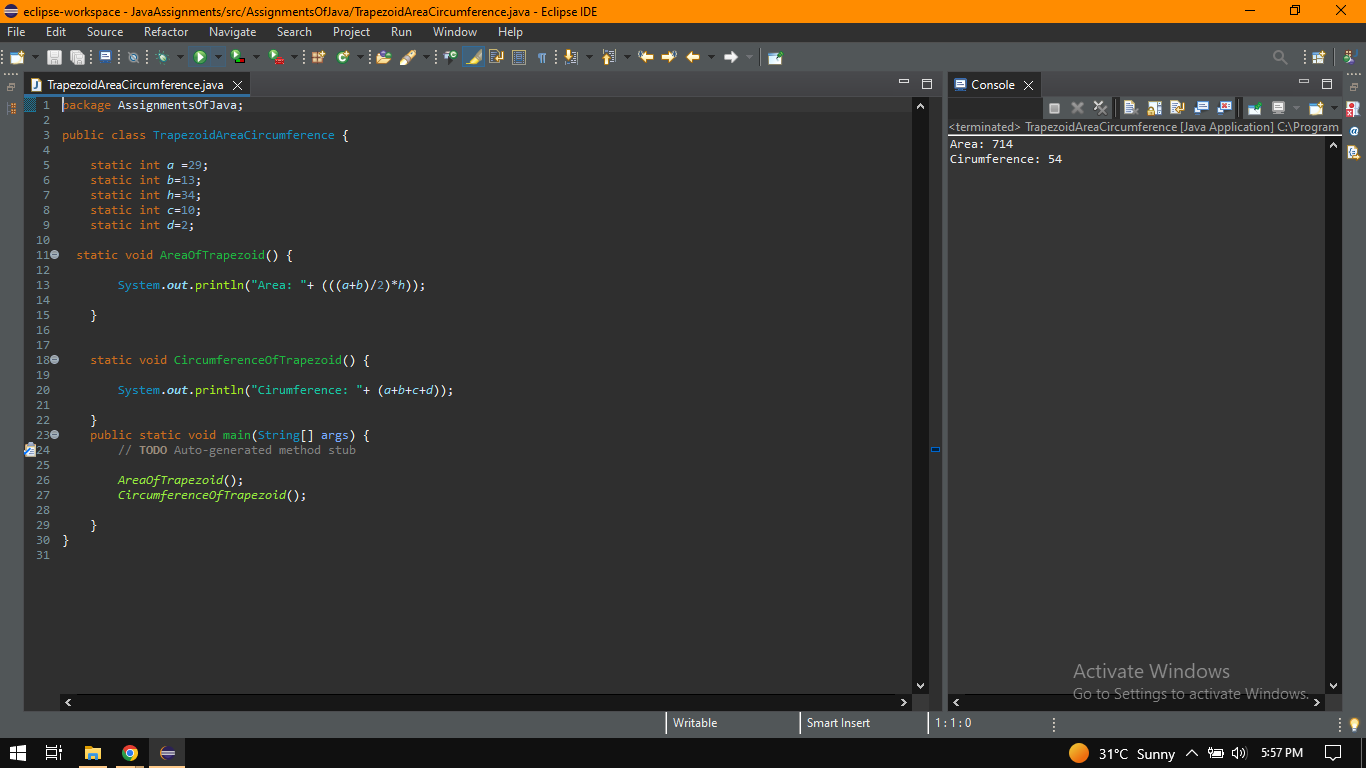 eclipse-workspace - JavaAssignments/src/AssignmentsOfJava/TrapezoidAreaCircumference.java - Eclipse IDE
File Edit Source Refactor Navigate Search Project Run Window Help
TrapezoidAreaCircumference.java
1 package AssignmentsOfJava;
2
3 public class TrapezoidAreaCircumference {
4
5 static int a =29;
6 static int b=13;
7 static int h=34;
8 static int c=10;
9 static int d=2;
10
11 static void AreaOfTrapezoid() {
12
13 System.out.println("Area: "+ (((a+b)/2)*h));
14
15 }
16
17
18 static void CircumferenceOfTrapezoid() {
19
20 System.out.println("Cirumference: "+ (a+b+c+d));
21
22 }
23 public static void main(String[] args) {
24 // TODO Auto-generated method stub
25
26 AreaOfTrapezoid();
27 CircumferenceOfTrapezoid();
28
29 }
30 }
31
Console
<terminated> TrapezoidAreaCircumference [Java Application] C:\Program
Area: 714
Cirumference: 54
Activate Windows
Go to Settings to activate Windows.
Writable Smart Insert 1 : 1 : 0
31°C Sunny 5:57 PM